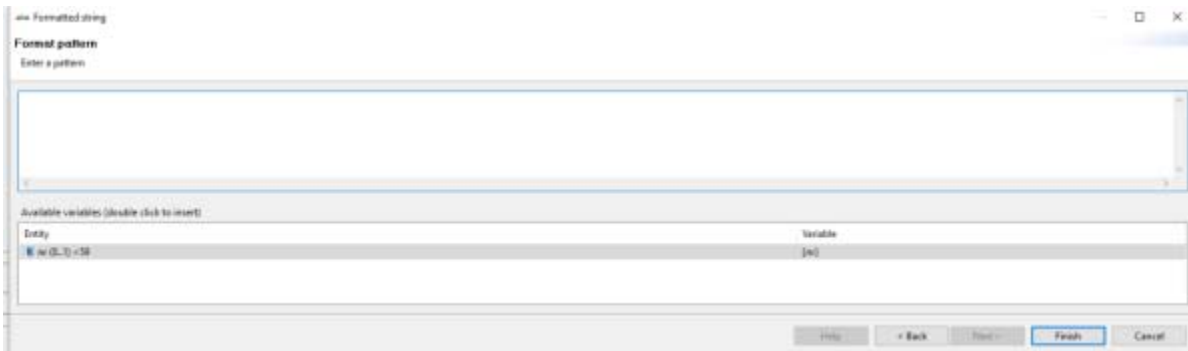 Formatted string
Format pattern
Enter a pattern
Available variables (double click to insert)
Entity Variable
Help < Back Next > Finish Cancel